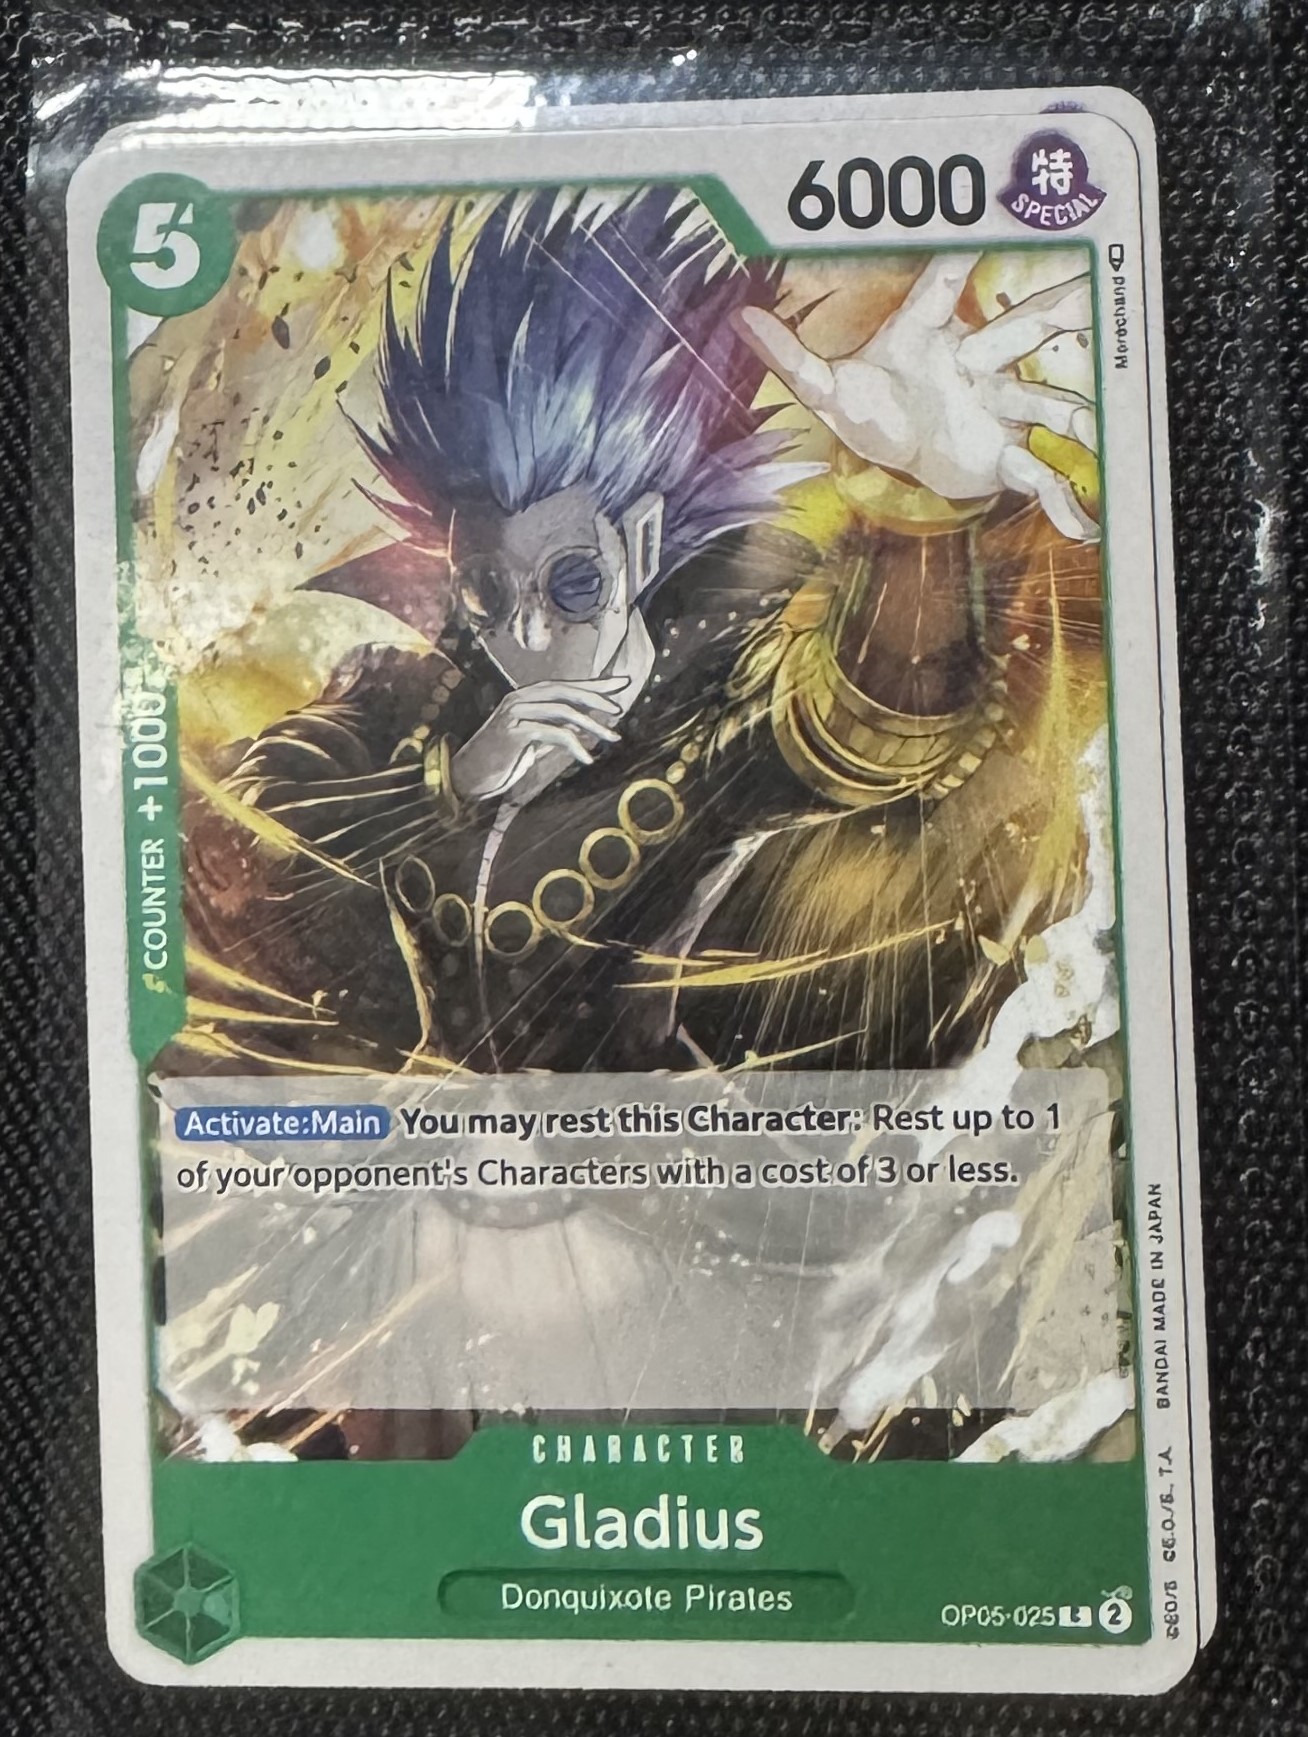 5
6000
特
SPECIAL
COUNTER +1000
Activate:Main You may rest this Character: Rest up to 1
of your opponent's Characters with a cost of 3 or less.
CHARACTER
Gladius
Donquixote Pirates
OP05-025
2
BANDAI MADE IN JAPAN